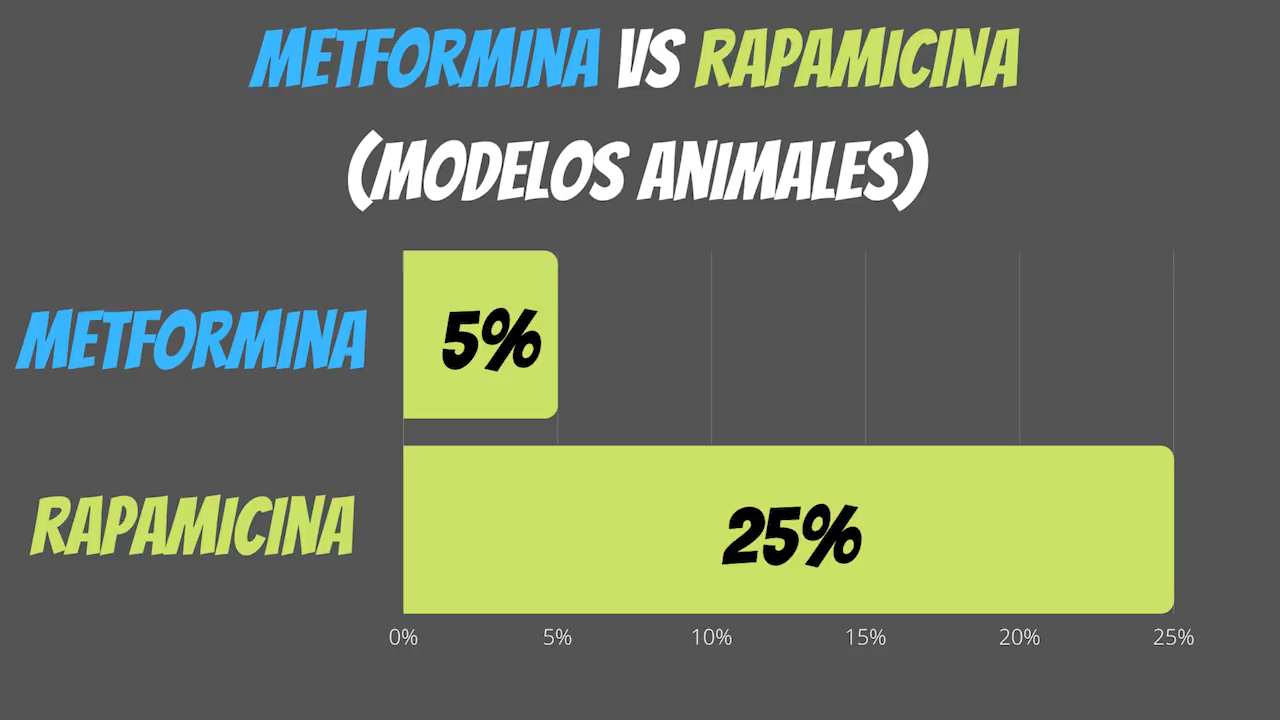 METFORMINA VS RAPAMICINA
(MODELOS ANIMALES)
METFORMINA
5%
RAPAMICINA
25%
0% 5% 10% 15% 20% 25%